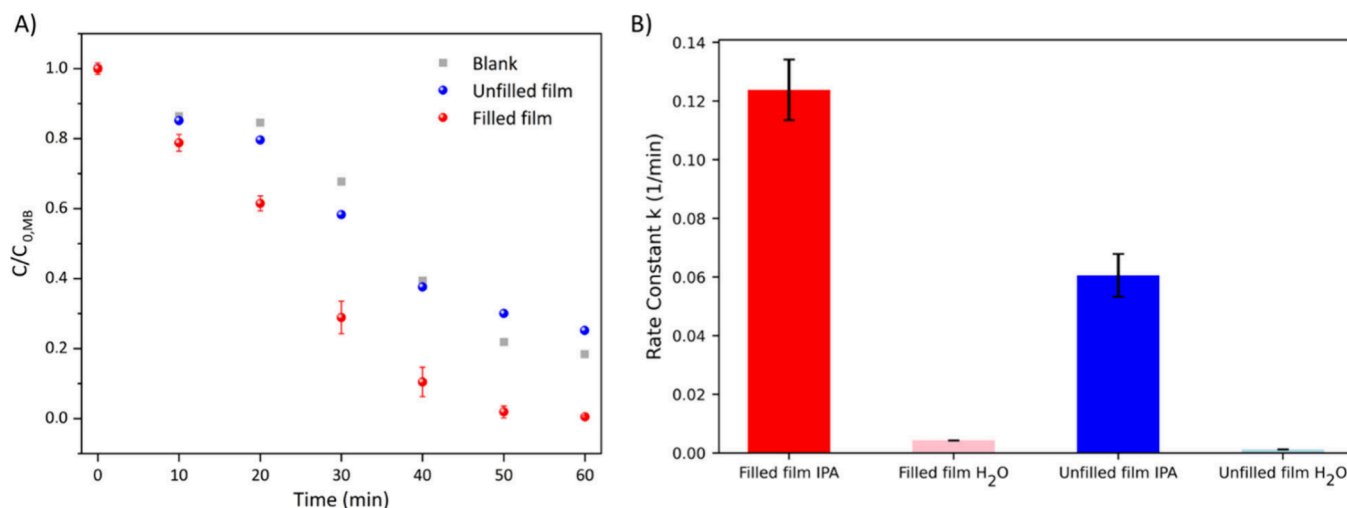 A)
C/C0,MB
1.0
0.8
0.6
0.4
0.2
0.0
0 10 20 30 40 50 60
Time (min)
Blank
Unfilled film
Filled film
B)
Rate Constant k (1/min)
0.14
0.12
0.10
0.08
0.06
0.04
0.02
0.00
Filled film IPA Filled film H2O Unfilled film IPA Unfilled film H2O